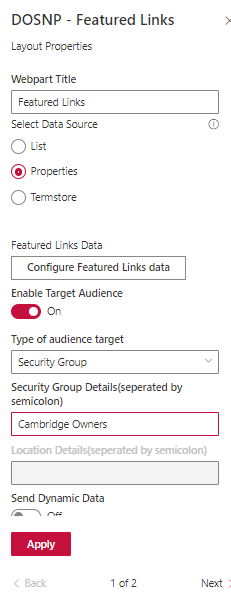 DOSNP - Featured Links
Layout Properties
Webpart Title
Featured Links
Select Data Source
List
Properties
Termstore
Featured Links Data
Configure Featured Links data
Enable Target Audience
On
Type of audience target
Security Group
Security Group Details(seperated by
semicolon)
Cambridge Owners
Location Details(seperated by semicolon)
Send Dynamic Data
Off
Apply
< Back
1 of 2
Next >